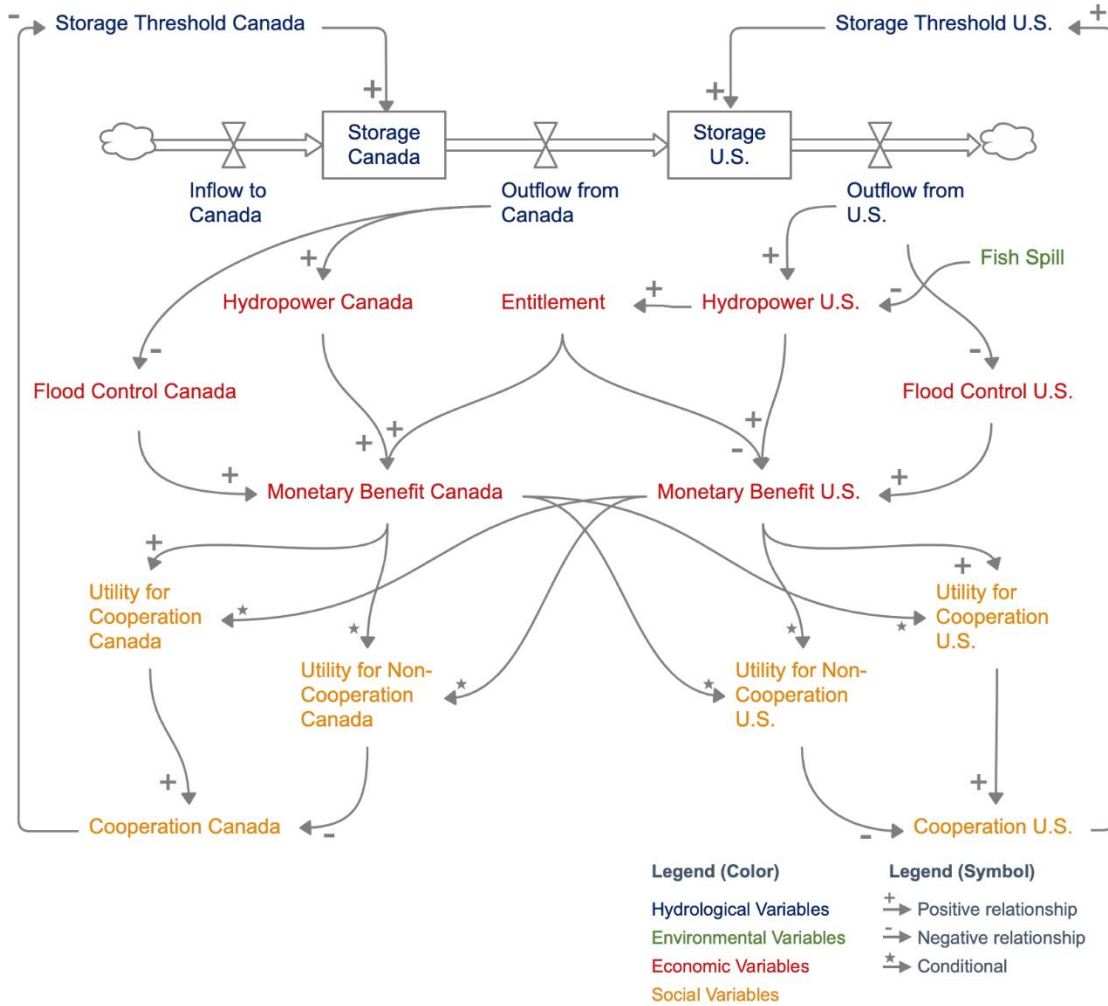 Storage Threshold Canada
Storage Threshold U.S.
Storage
Canada
Storage
U.S.
Inflow to
Canada
Outflow from
Canada
Outflow from
U.S.
Fish Spill
Hydropower Canada
Entitlement
Hydropower U.S.
Flood Control Canada
Flood Control U.S.
Monetary Benefit Canada
Monetary Benefit U.S.
Utility for
Cooperation
Canada
Utility for
Cooperation
U.S.
Utility for Non-
Cooperation
Canada
Utility for Non-
Cooperation
U.S.
Cooperation Canada
Cooperation U.S.
Legend (Color)
Hydrological Variables
Environmental Variables
Economic Variables
Social Variables
Legend (Symbol)
Positive relationship
Negative relationship
Conditional